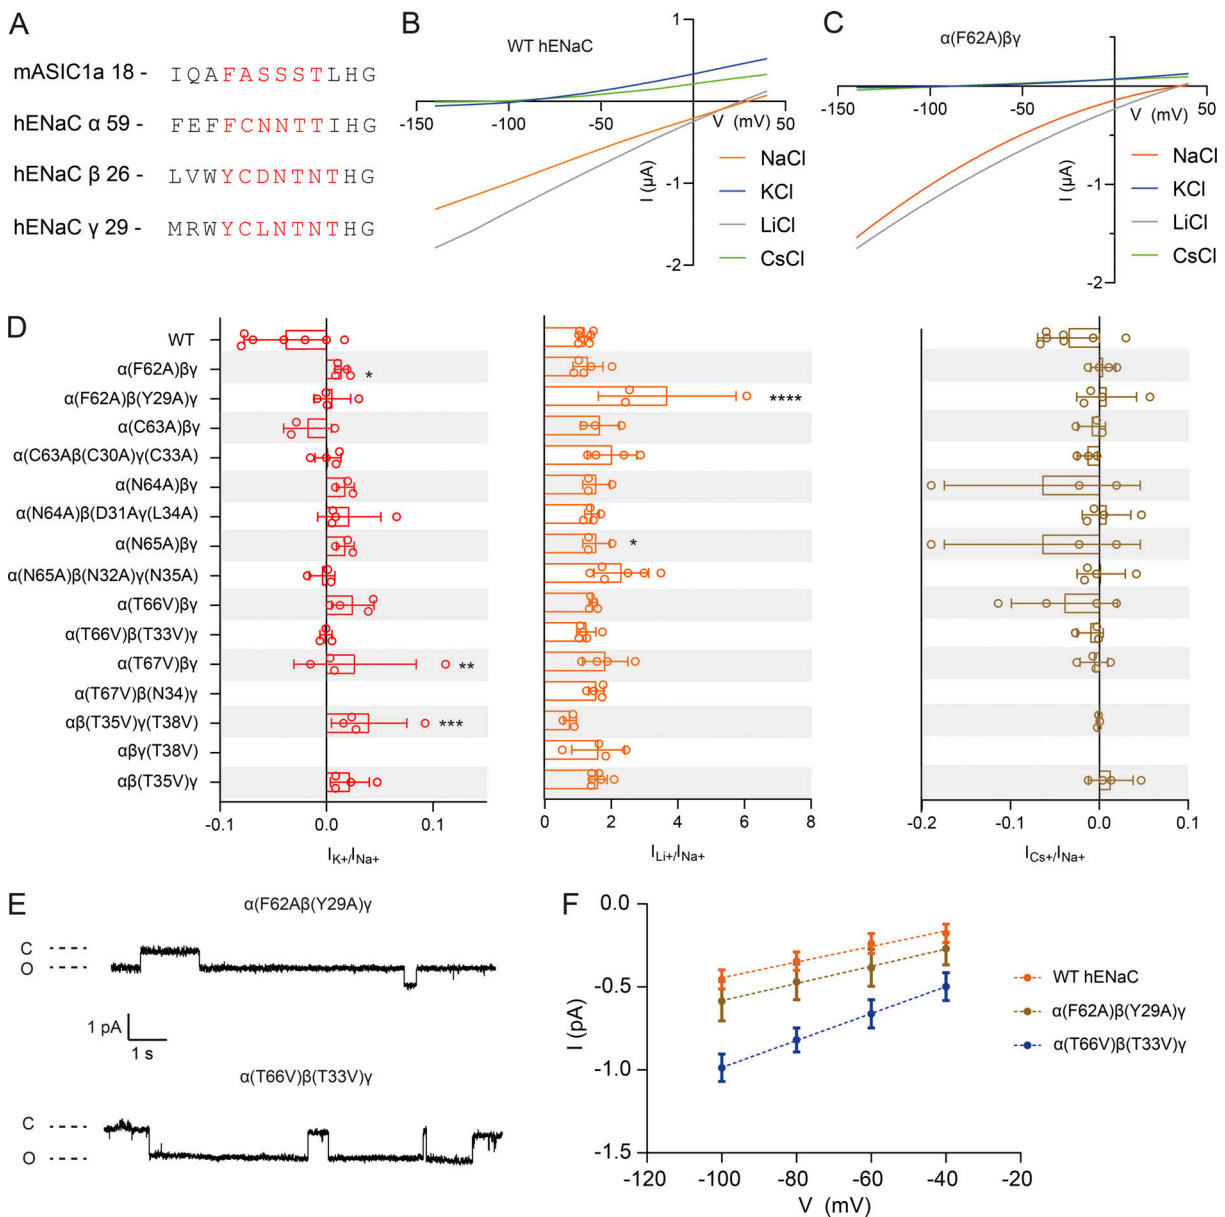 A
mASIC1a 18 - IQAFASSSTLHG
hENaC α 59 - FEFFCNNTTIHG
hENaC β 26 - LVWYCDNTNTHG
hENaC γ 29 - MRWYCLNTNTHG
B
WT hENaC
1
-150 -100 -50 V (mV) 50
-1
-2
I (µA)
NaCl
KCl
LiCl
CsCl
C
α(F62A)βγ
-150 -100 -50 V (mV) 50
-1
-2
I (µA)
NaCl
KCl
LiCl
CsCl
D
WT
α(F62A)βγ *
α(F62A)β(Y29A)γ ****
α(C63A)βγ
α(C63Aβ(C30A)γ(C33A)
α(N64A)βγ
α(N64A)β(D31Aγ(L34A)
α(N65A)βγ *
α(N65A)β(N32A)γ(N35A)
α(T66V)βγ
α(T66V)β(T33V)γ
α(T67V)βγ **
α(T67V)β(N34)γ
αβ(T35V)γ(T38V) ***
αβγ(T38V)
αβ(T35V)γ
-0.1 0.0 0.1
I K+/I Na+
0 2 4 6 8
I Li+/I Na+
-0.2 -0.1 0.0 0.1
I Cs+/I Na+
E
α(F62Aβ(Y29A)γ
C
O
1 pA
1 s
α(T66V)β(T33V)γ
C
O
F
0.0
-0.5
-1.0
-1.5
I (pA)
-120 -100 -80 -60 -40 -20
V (mV)
WT hENaC
α(F62A)β(Y29A)γ
α(T66V)β(T33V)γ